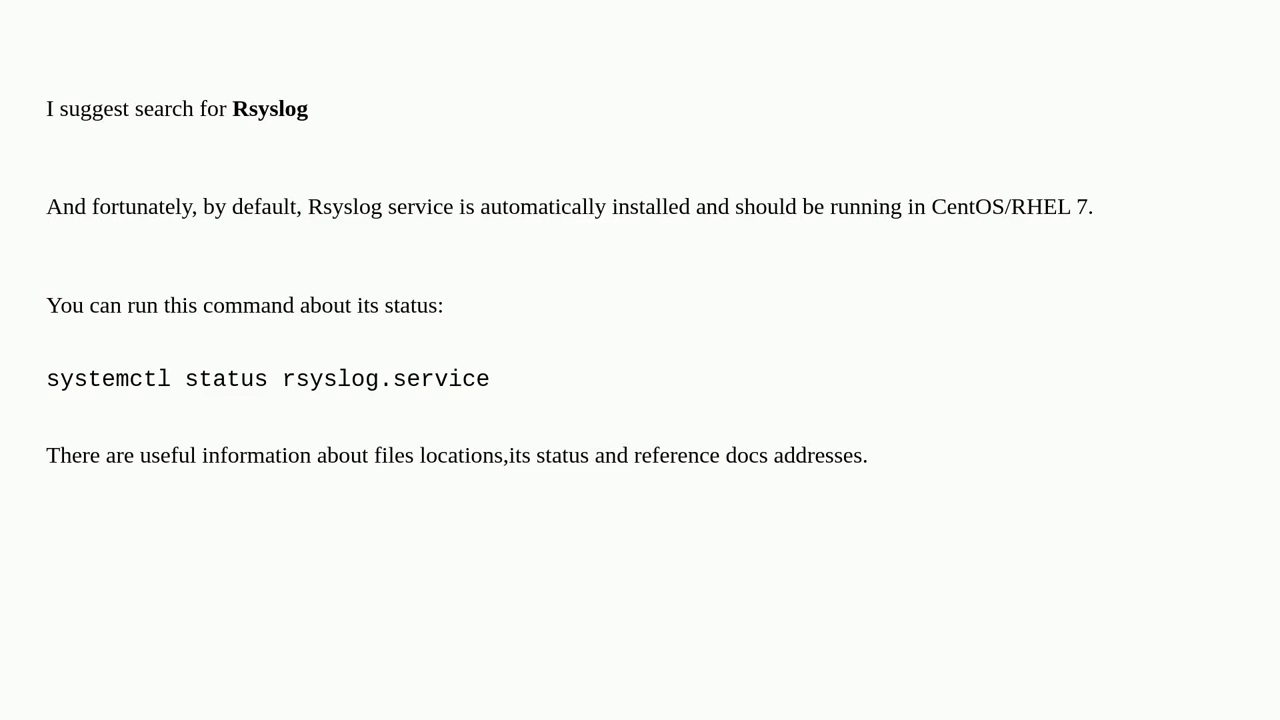 I suggest search for Rsyslog
And fortunately, by default, Rsyslog service is automatically installed and should be running in CentOS/RHEL 7.
You can run this command about its status:
systemctl status rsyslog.service
There are useful information about files locations,its status and reference docs addresses.